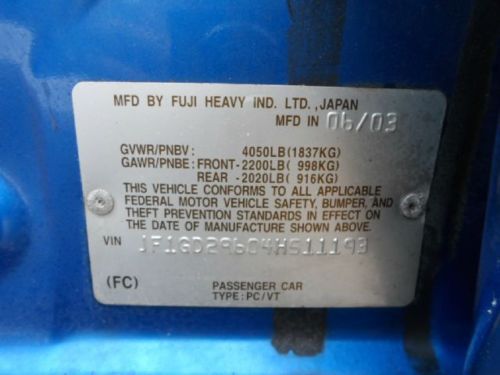 MFD BY FUJI HEAVY IND. LTD., JAPAN
MFD IN 06/03
GVWR/PNBV: 4050LB(1837KG)
GAWR/PNBE: FRONT-2200LB( 998KG)
REAR -2020LB( 916KG)
THIS VEHICLE CONFORMS TO ALL APPLICABLE
FEDERAL MOTOR VEHICLE SAFETY, BUMPER, AND
THEFT PREVENTION STANDARDS IN EFFECT ON
THE DATE OF MANUFACTURE SHOWN ABOVE.
VIN JF1GD29604H511193
(FC) PASSENGER CAR
TYPE: PC/VT